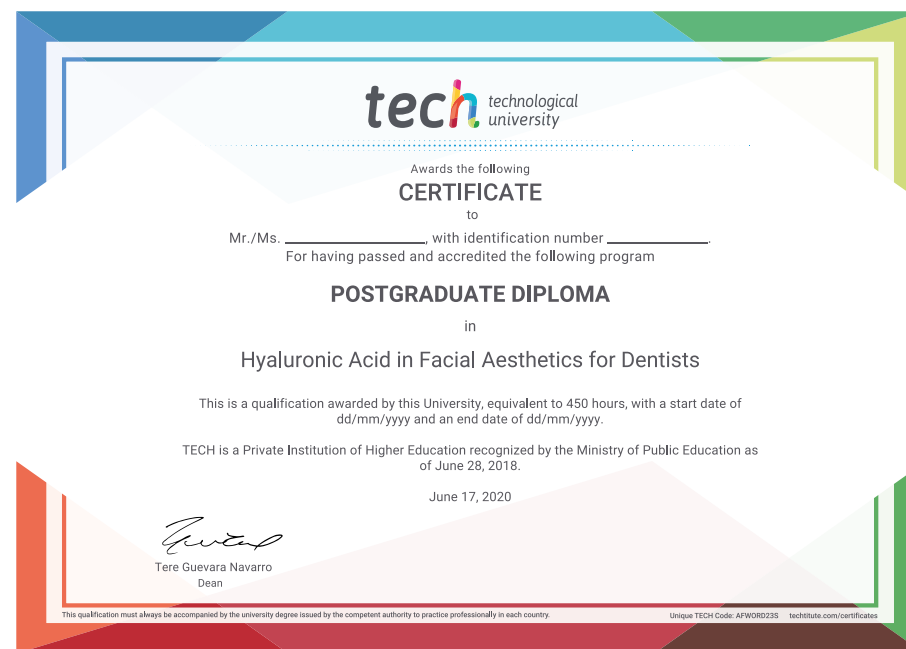 tech technological
university
Awards the following
CERTIFICATE
to
Mr./Ms. ____________________, with identification number ______________.
For having passed and accredited the following program
POSTGRADUATE DIPLOMA
in
Hyaluronic Acid in Facial Aesthetics for Dentists
This is a qualification awarded by this University, equivalent to 450 hours, with a start date of
dd/mm/yyyy and an end date of dd/mm/yyyy.
TECH is a Private Institution of Higher Education recognized by the Ministry of Public Education as
of June 28, 2018.
June 17, 2020
Tere Guevara Navarro
Dean
This qualification must always be accompanied by the university degree issued by the competent authority to practice professionally in each country.
Unique TECH Code: AFWORD23S techtitute.com/certificates